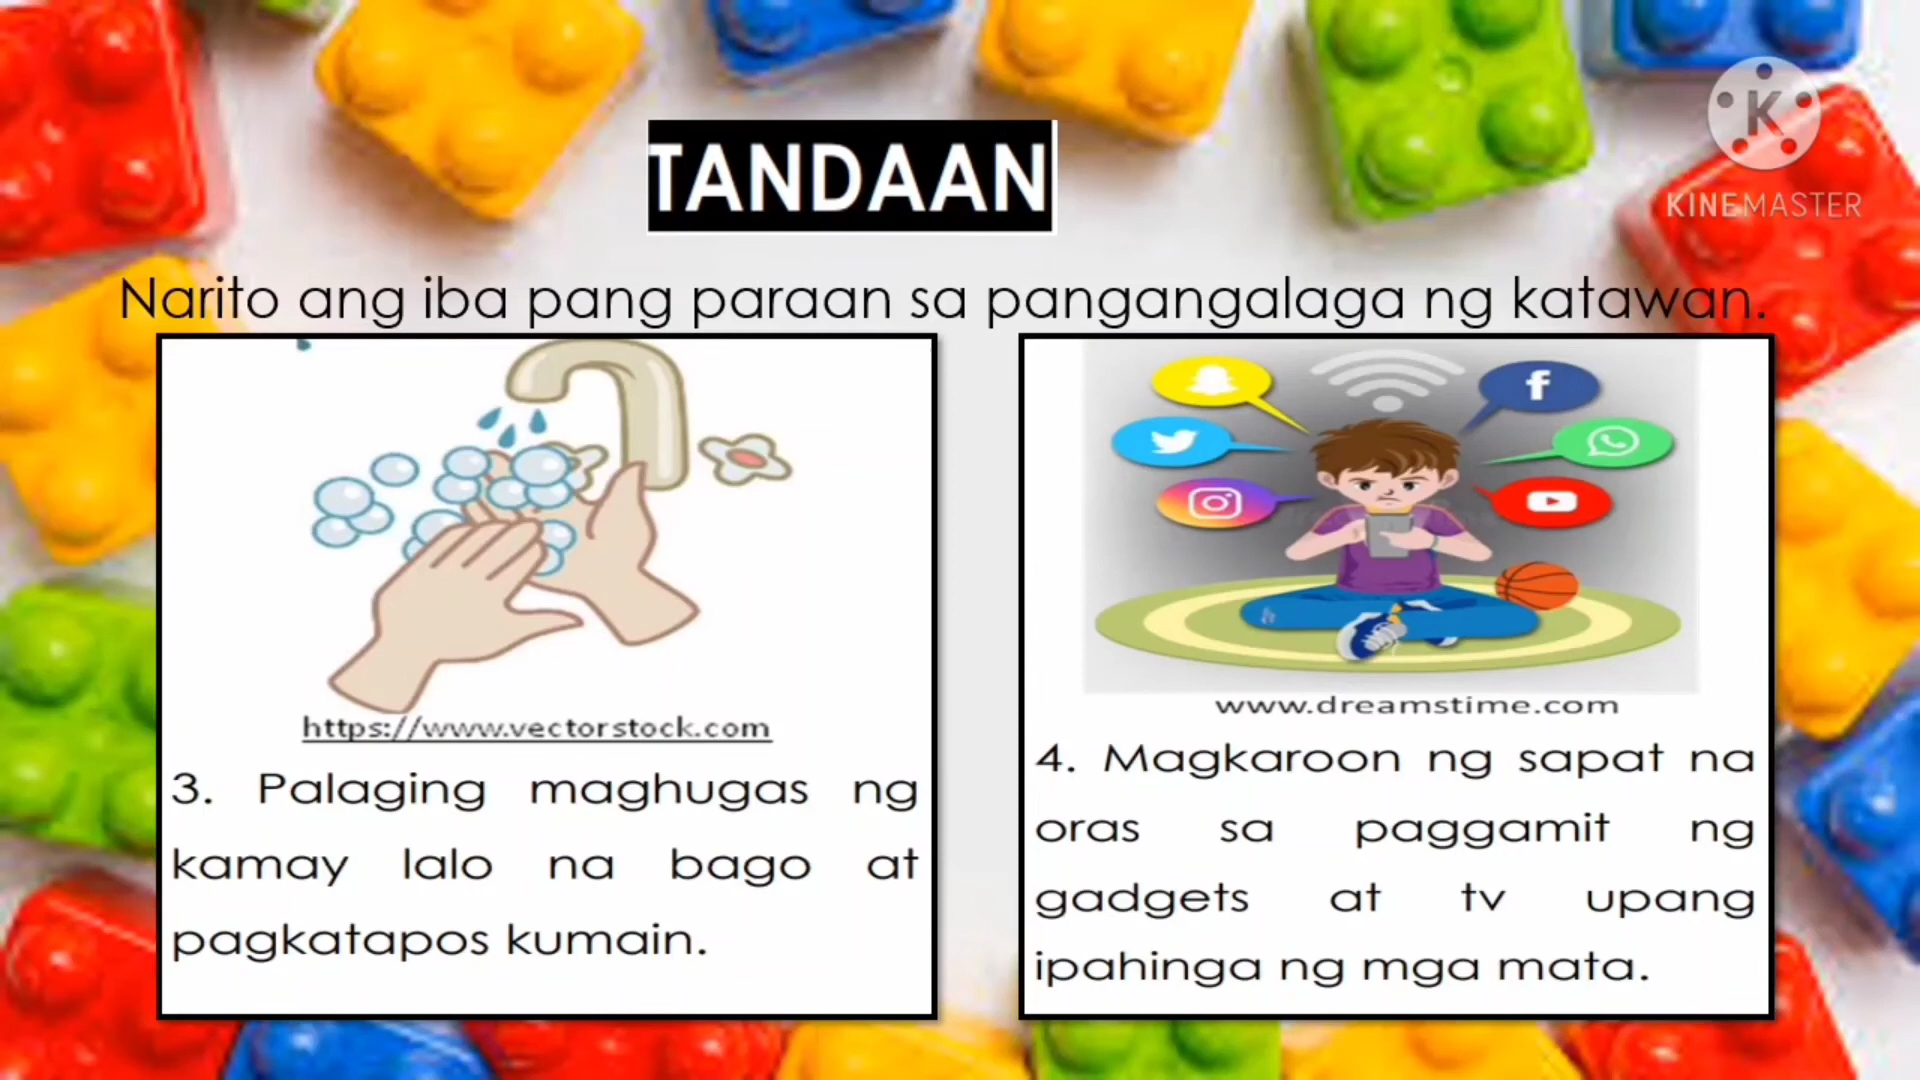 TANDAAN
K
KINEMASTER
Narito ang iba pang paraan sa pangangalaga ng katawan.
https://www.vectorstock.com
3. Palaging maghugas ng
kamay lalo na bago at
pagkatapos kumain.
f
www.dreamstime.com
4. Magkaroon ng sapat na
oras sa paggamit ng
gadgets at tv upang
ipahinga ng mga mata.